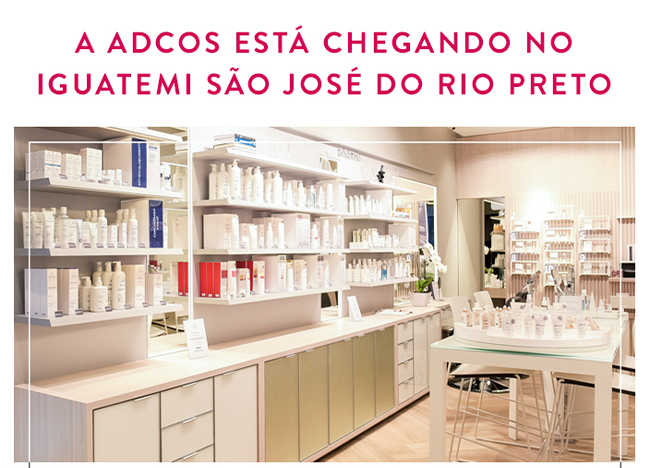 A ADCOS ESTÁ CHEGANDO NO
IGUATEMI SÃO JOSÉ DO RIO PRETO